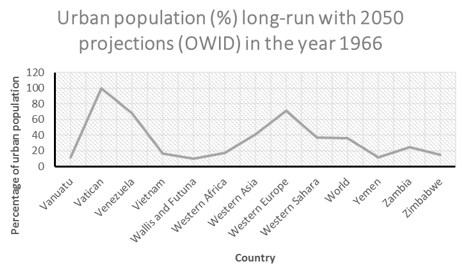 Urban population (%) long-run with 2050
projections (OWID) in the year 1966
Percentage of urban population
120
100
80
60
40
20
0
Vanuatu
Vatican
Venezuela
Vietnam
Wallis and Futuna
Western Africa
Western Asia
Western Europe
Western Sahara
World
Yemen
Zambia
Zimbabwe
Country